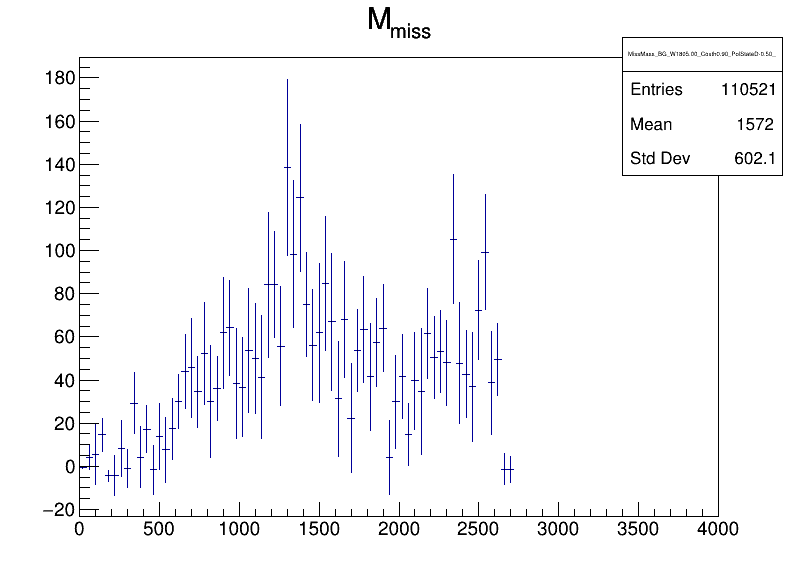 Mmiss
MissMass_BG_W1805.00_Costh0.90_PolStateD-0.50_
Entries 110521
Mean 1572
Std Dev 602.1
180
160
140
120
100
80
60
40
20
0
−20
0 500 1000 1500 2000 2500 3000 3500 4000